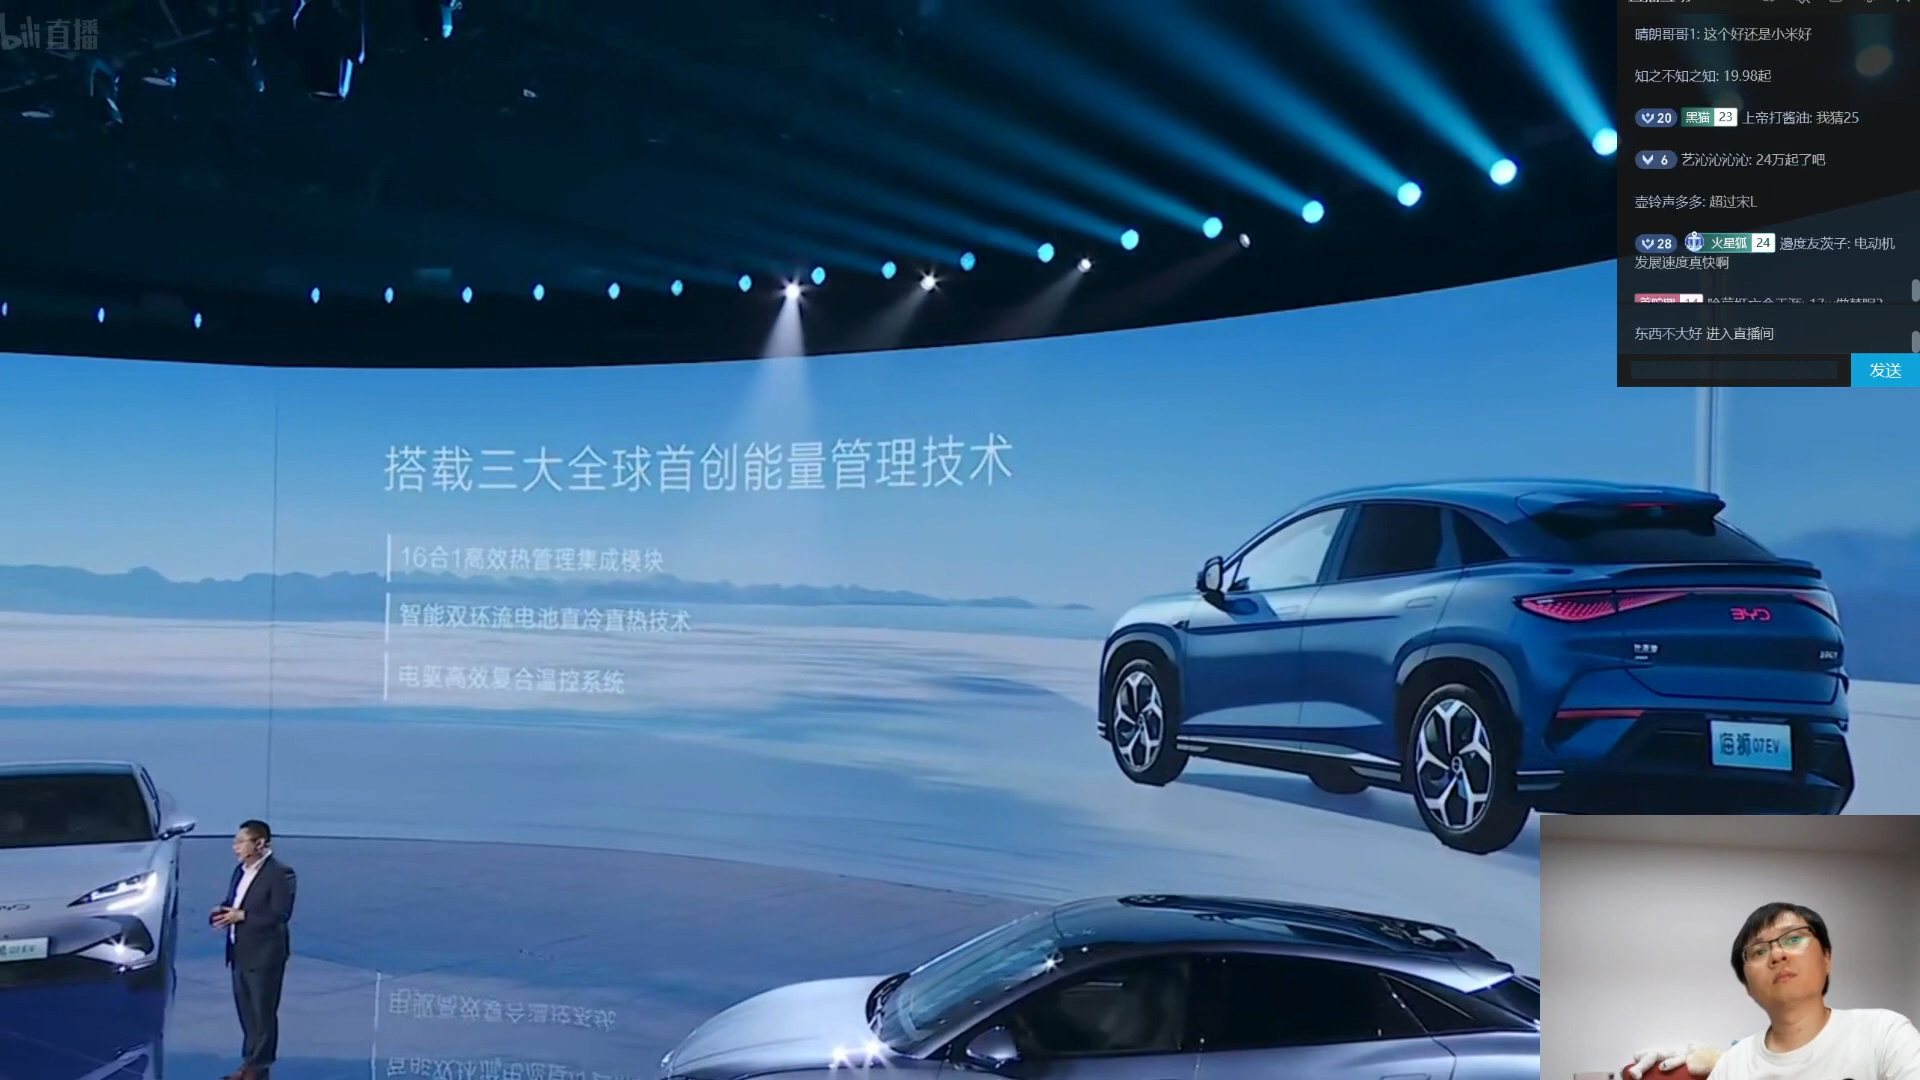 bili直播
晴朗哥哥1: 这个好还是小米好
知之不知之知: 19.98起
20 黑猫 23 上帝打酱油: 我猜25
6 艺沁沁沁沁: 24万起了吧
壶铃声多多: 超过宋L
28 火星狐 24 邊度友茨子: 电动机
发展速度真快啊
东西不大好 进入直播间
发送
搭载三大全球首创能量管理技术
16合1高效热管理集成模块
智能双环流电池直冷直热技术
电驱高效复合温控系统
BYD
海狮07EV